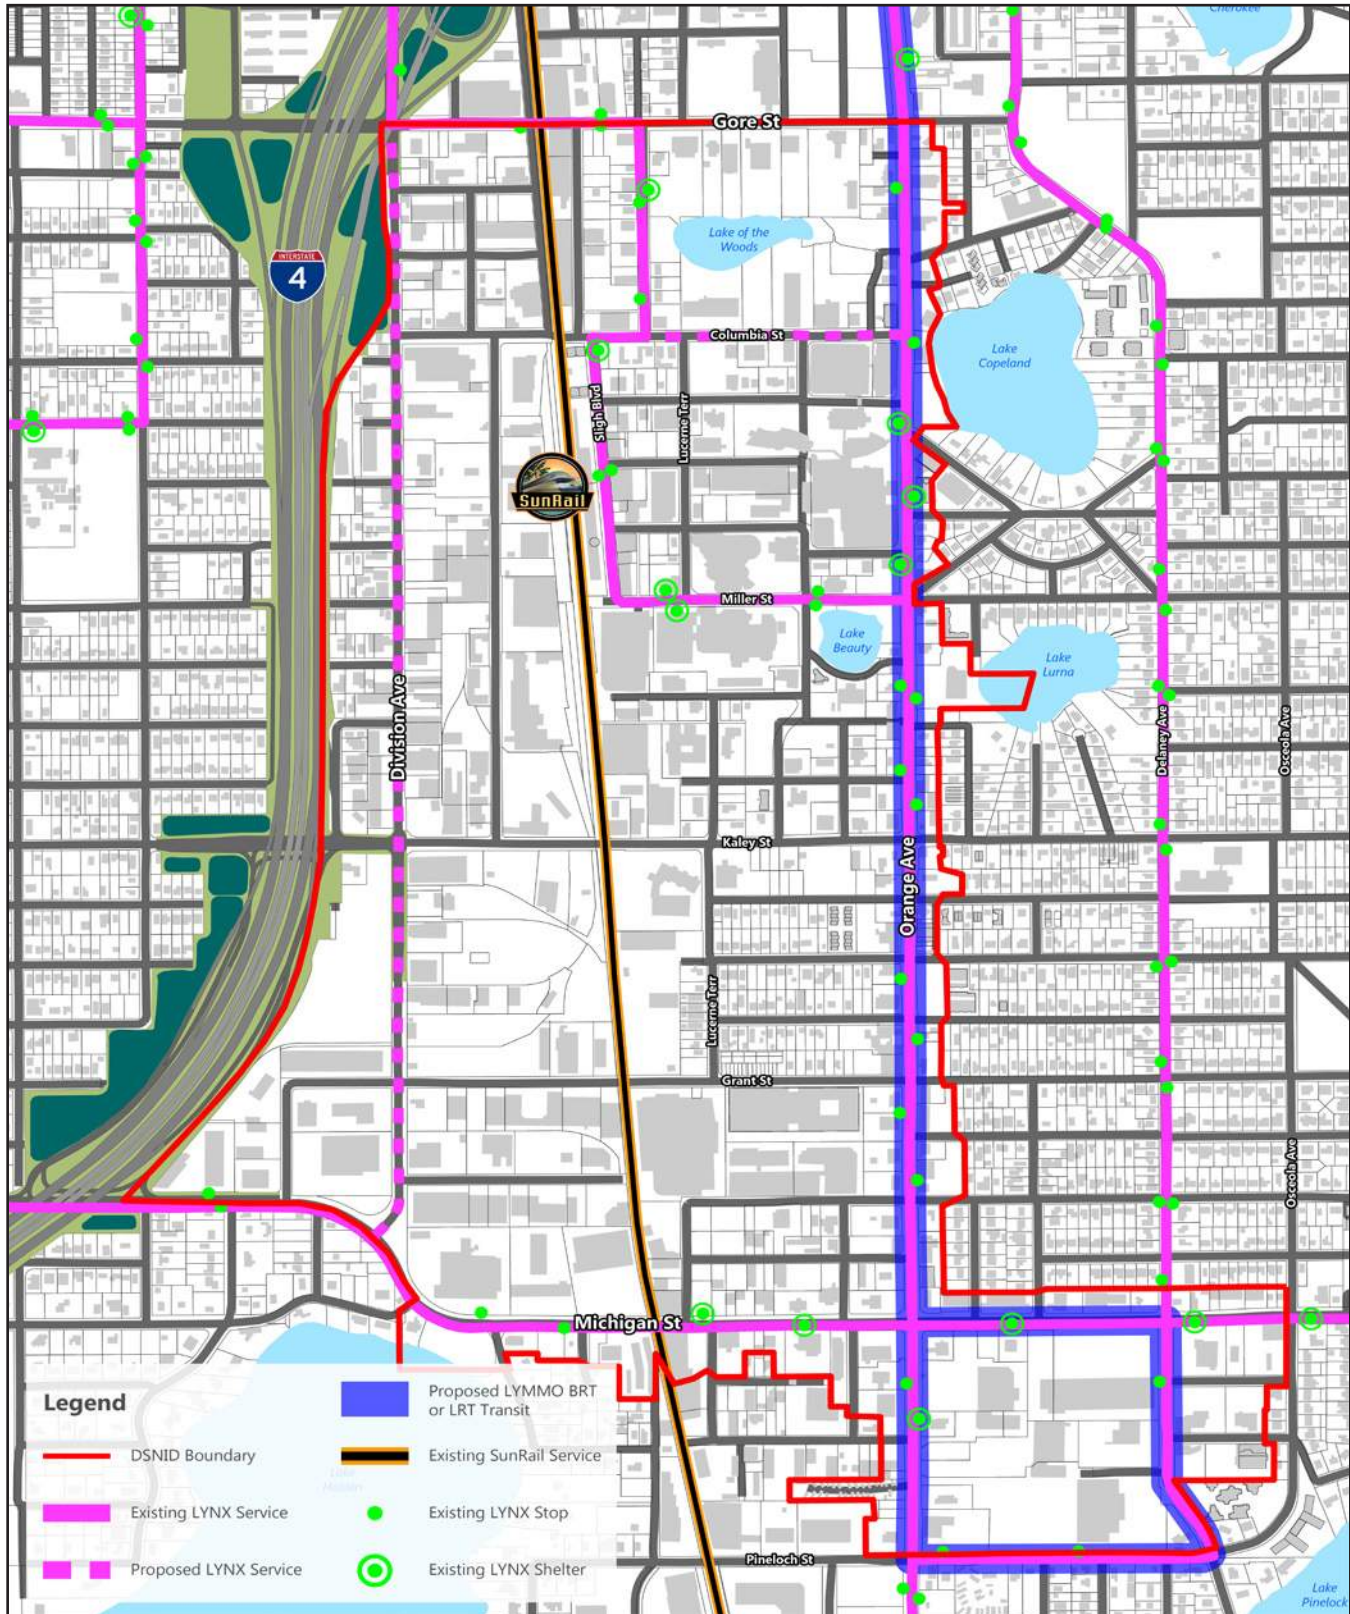 Cherokee
Gore St
Lake of the
Woods
INTERSTATE
4
Columbia St
Lake
Copeland
Sligh Blvd
Lucerne Terr
SunRail
Miller St
Lake
Beauty
Lake
Lurna
Division Ave
Delaney Ave
Osceola Ave
Kaley St
Orange Ave
Lucerne Terr
Grant St
Osceola Ave
Michigan St
Legend
Proposed LYMMO BRT
or LRT Transit
DSNID Boundary
Existing SunRail Service
Lake
Existing LYNX Service
Existing LYNX Stop
Proposed LYNX Service
Existing LYNX Shelter
Pineloch St
Lake
Pineloch